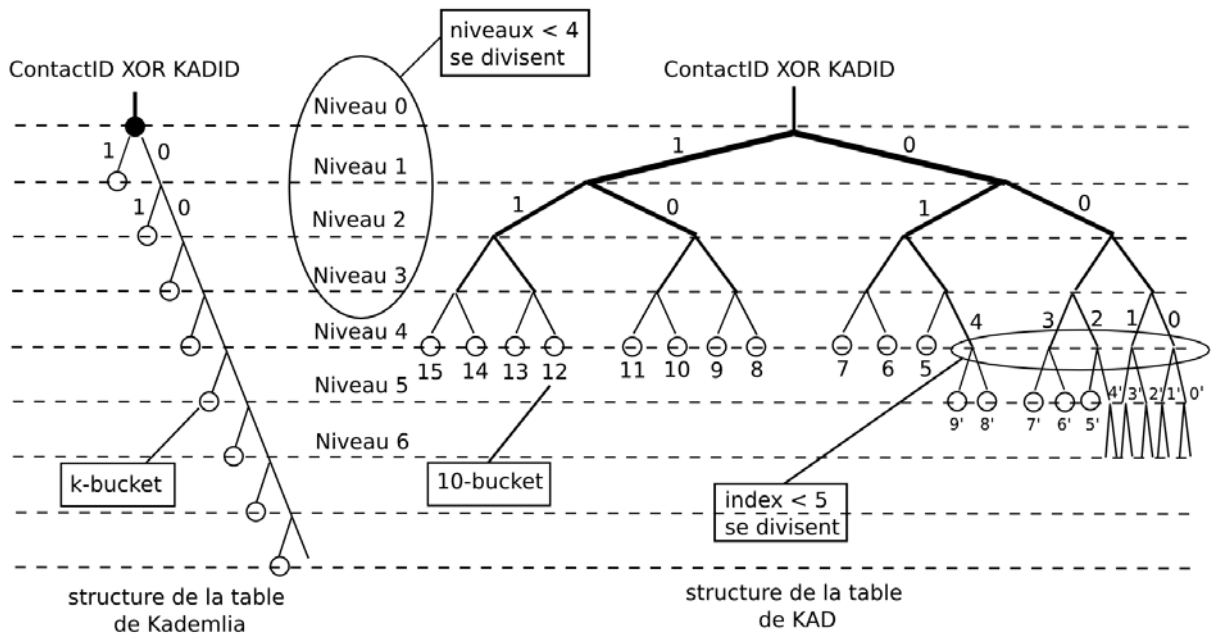 niveaux < 4
se divisent
ContactID XOR KADID
ContactID XOR KADID
Niveau 0
1 0
1
0
Niveau 1
1 0
1 0
1 0
Niveau 2
Niveau 3
Niveau 4
4 3 2 1 0
15 14 13 12 11 10 9 8 7 6 5
Niveau 5
4' 3' 2' 1' 0'
9' 8' 7' 6' 5'
Niveau 6
k-bucket
10-bucket
index < 5
se divisent
structure de la table
de Kademlia
structure de la table
de KAD